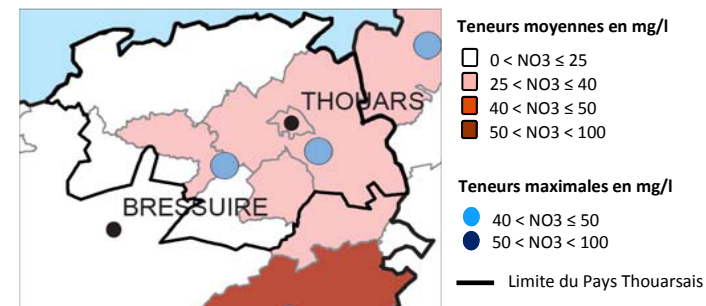 THOUARS
BRESSUIRE
Teneurs moyennes en mg/l
0 < NO3 ≤ 25
25 < NO3 ≤ 40
40 < NO3 ≤ 50
50 < NO3 < 100
Teneurs maximales en mg/l
40 < NO3 ≤ 50
50 < NO3 < 100
Limite du Pays Thouarsais